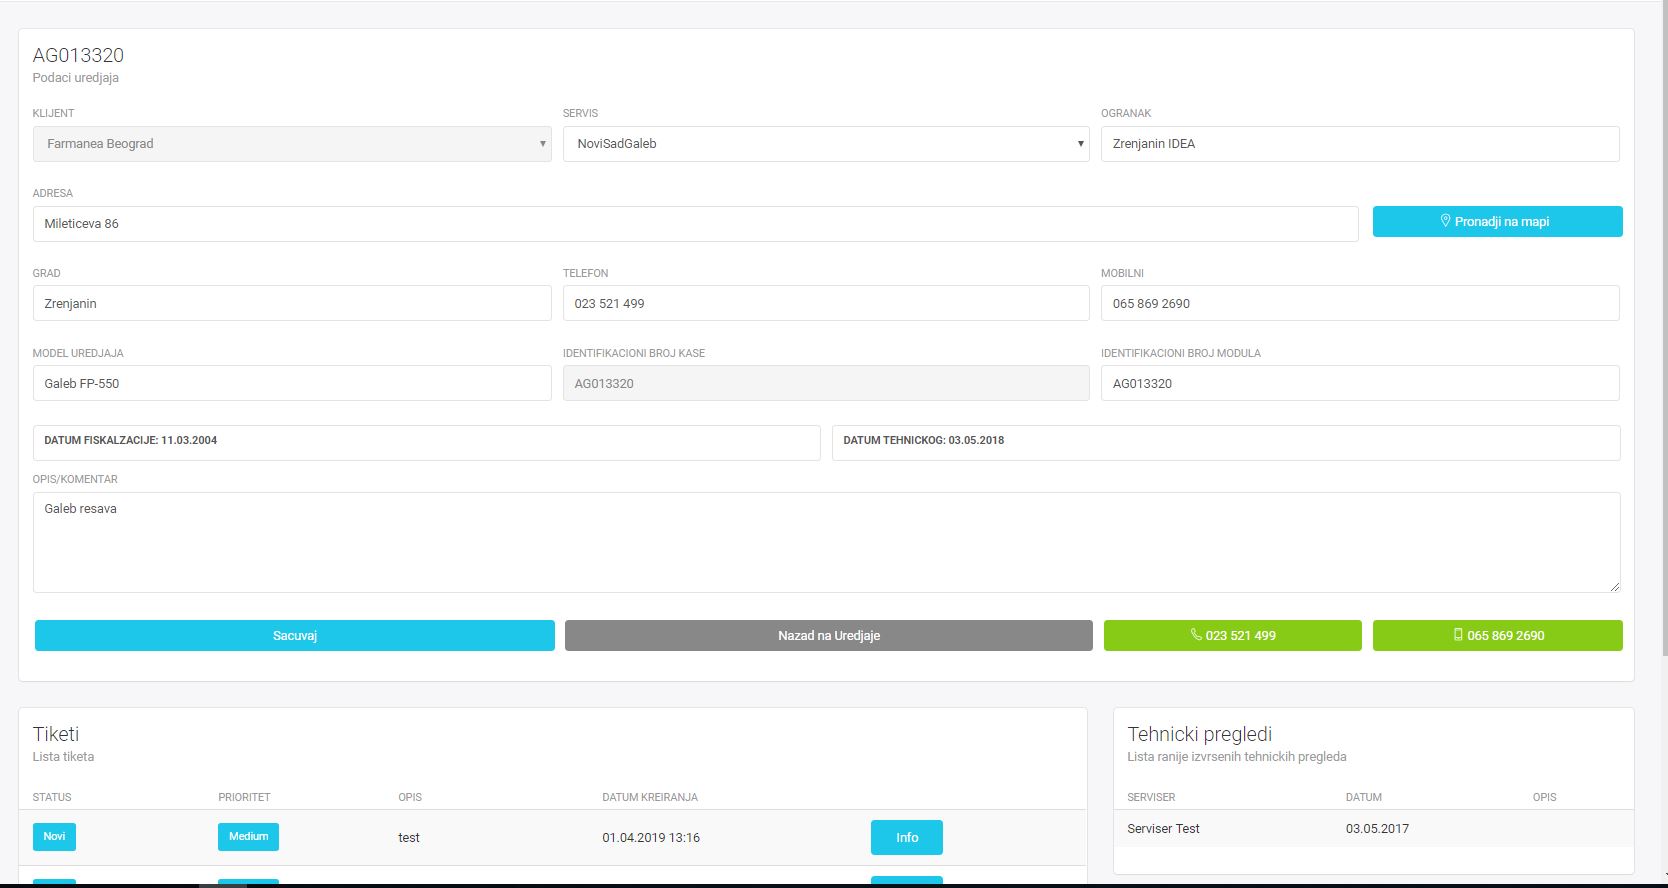 AG013320
Podaci uredjaja
KLIJENT SERVIS OGRANAK
Farmanea Beograd NoviSadGaleb Zrenjanin IDEA
ADRESA
Mileticeva 86 Pronadji na mapi
GRAD TELEFON MOBILNI
Zrenjanin 023 521 499 065 869 2690
MODEL UREDJAJA IDENTIFIKACIONI BROJ KASE IDENTIFIKACIONI BROJ MODULA
Galeb FP-550 AG013320 AG013320
DATUM FISKALZACIJE: 11.03.2004 DATUM TEHNICKOG: 03.05.2018
OPIS/KOMENTAR
Galeb resava
Sacuvaj Nazad na Uredjaje 023 521 499 065 869 2690
Tiketi
Lista tiketa
STATUS PRIORITET OPIS DATUM KREIRANJA
Novi Medium test 01.04.2019 13:16 Info
Tehnicki pregledi
Lista ranije izvrsenih tehnickih pregleda
SERVISER DATUM OPIS
Serviser Test 03.05.2017